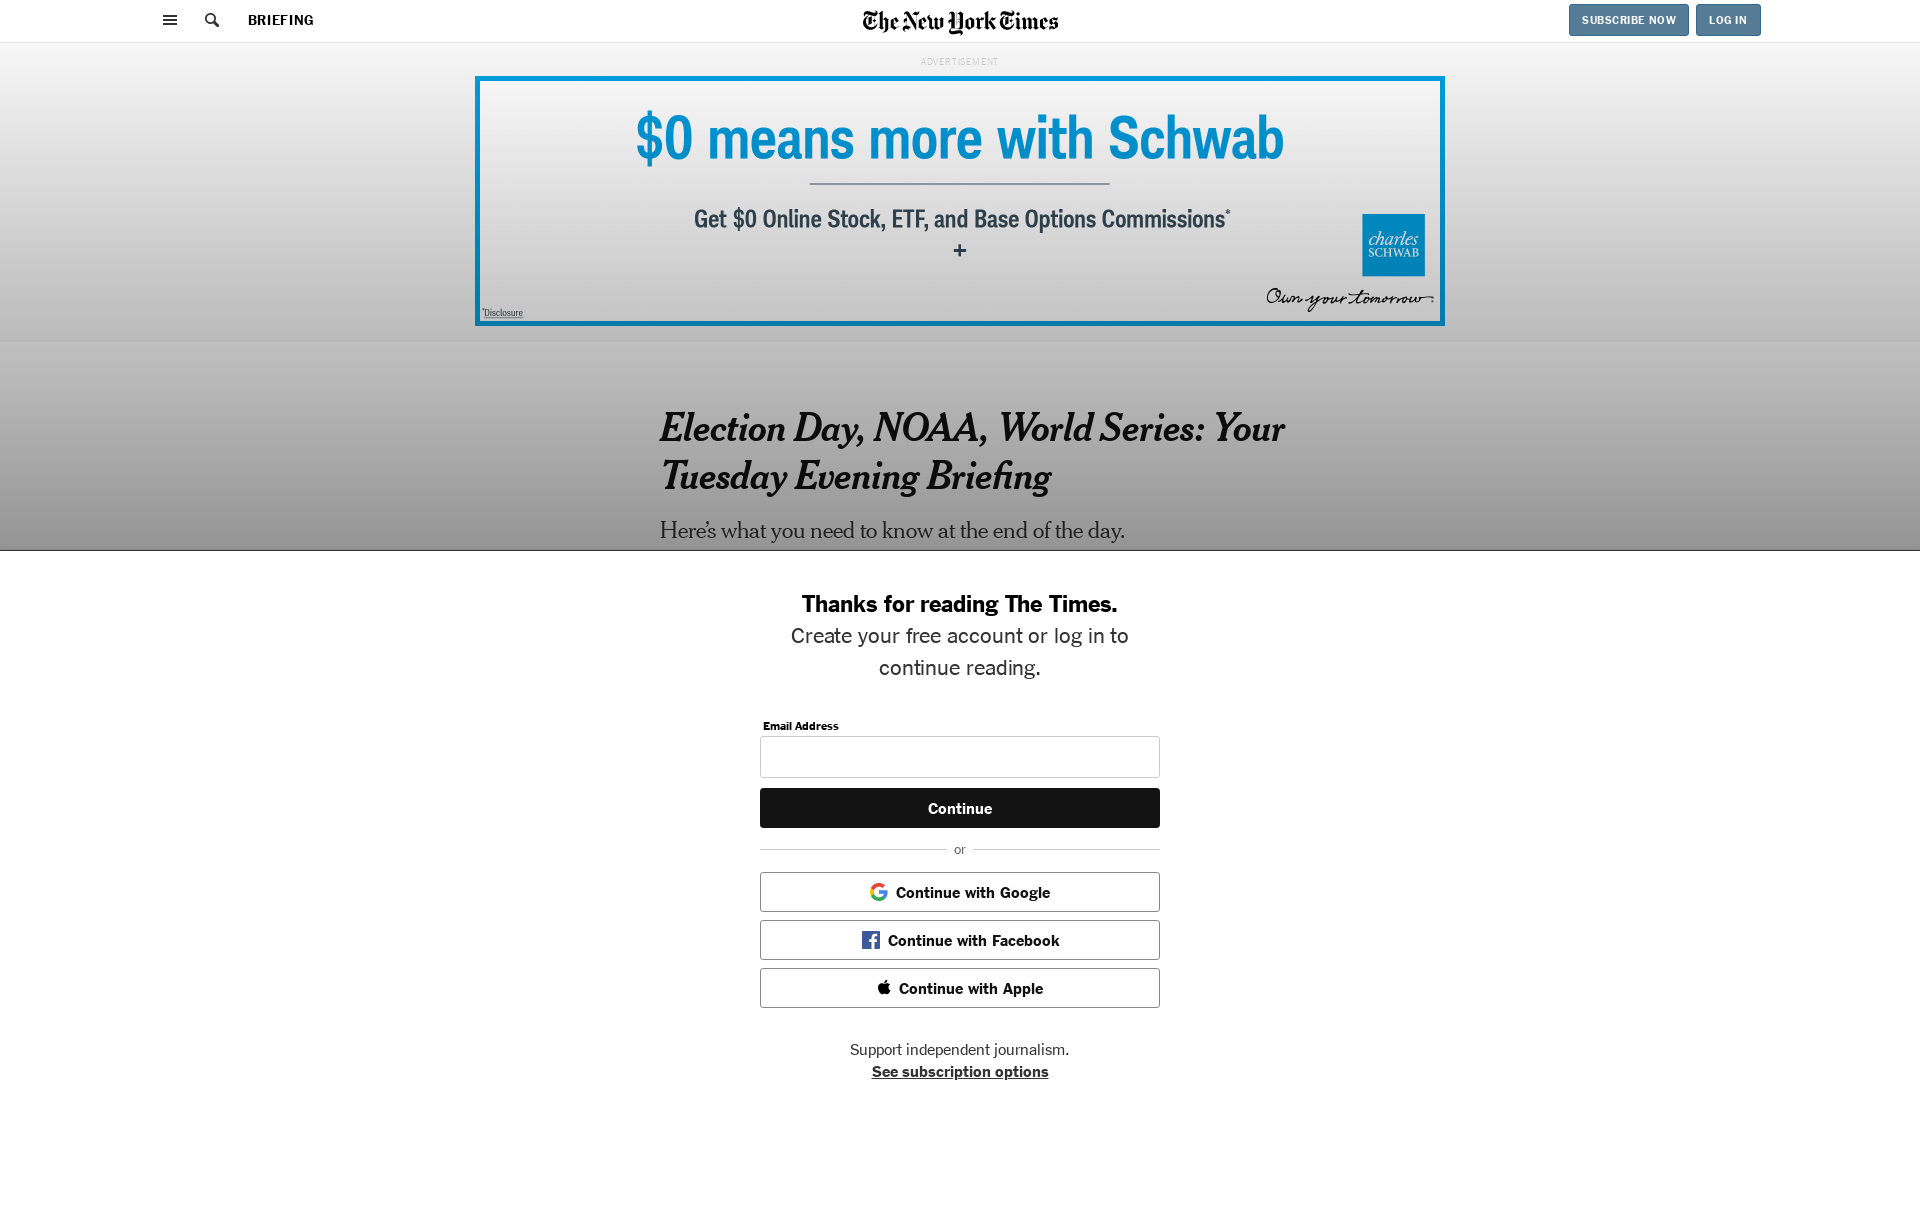 BRIEFING
The New York Times
SUBSCRIBE NOW
LOG IN
ADVERTISEMENT
$0 means more with Schwab
Get $0 Online Stock, ETF, and Base Options Commissions*
+
charles
SCHWAB
Own your tomorrow.
*Disclosure
Election Day, NOAA, World Series: Your
Tuesday Evening Briefing
Here’s what you need to know at the end of the day.
Thanks for reading The Times.
Create your free account or log in to
continue reading.
Email Address
Continue
or
Continue with Google
Continue with Facebook
Continue with Apple
Support independent journalism.
See subscription options